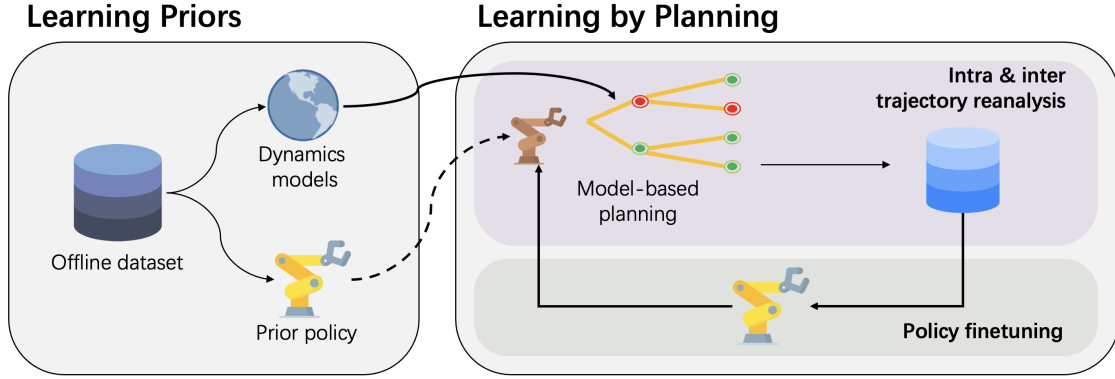 Learning Priors
Learning by Planning
Dynamics
models
Offline dataset
Prior policy
Intra & inter
trajectory reanalysis
Model-based
planning
Policy finetuning